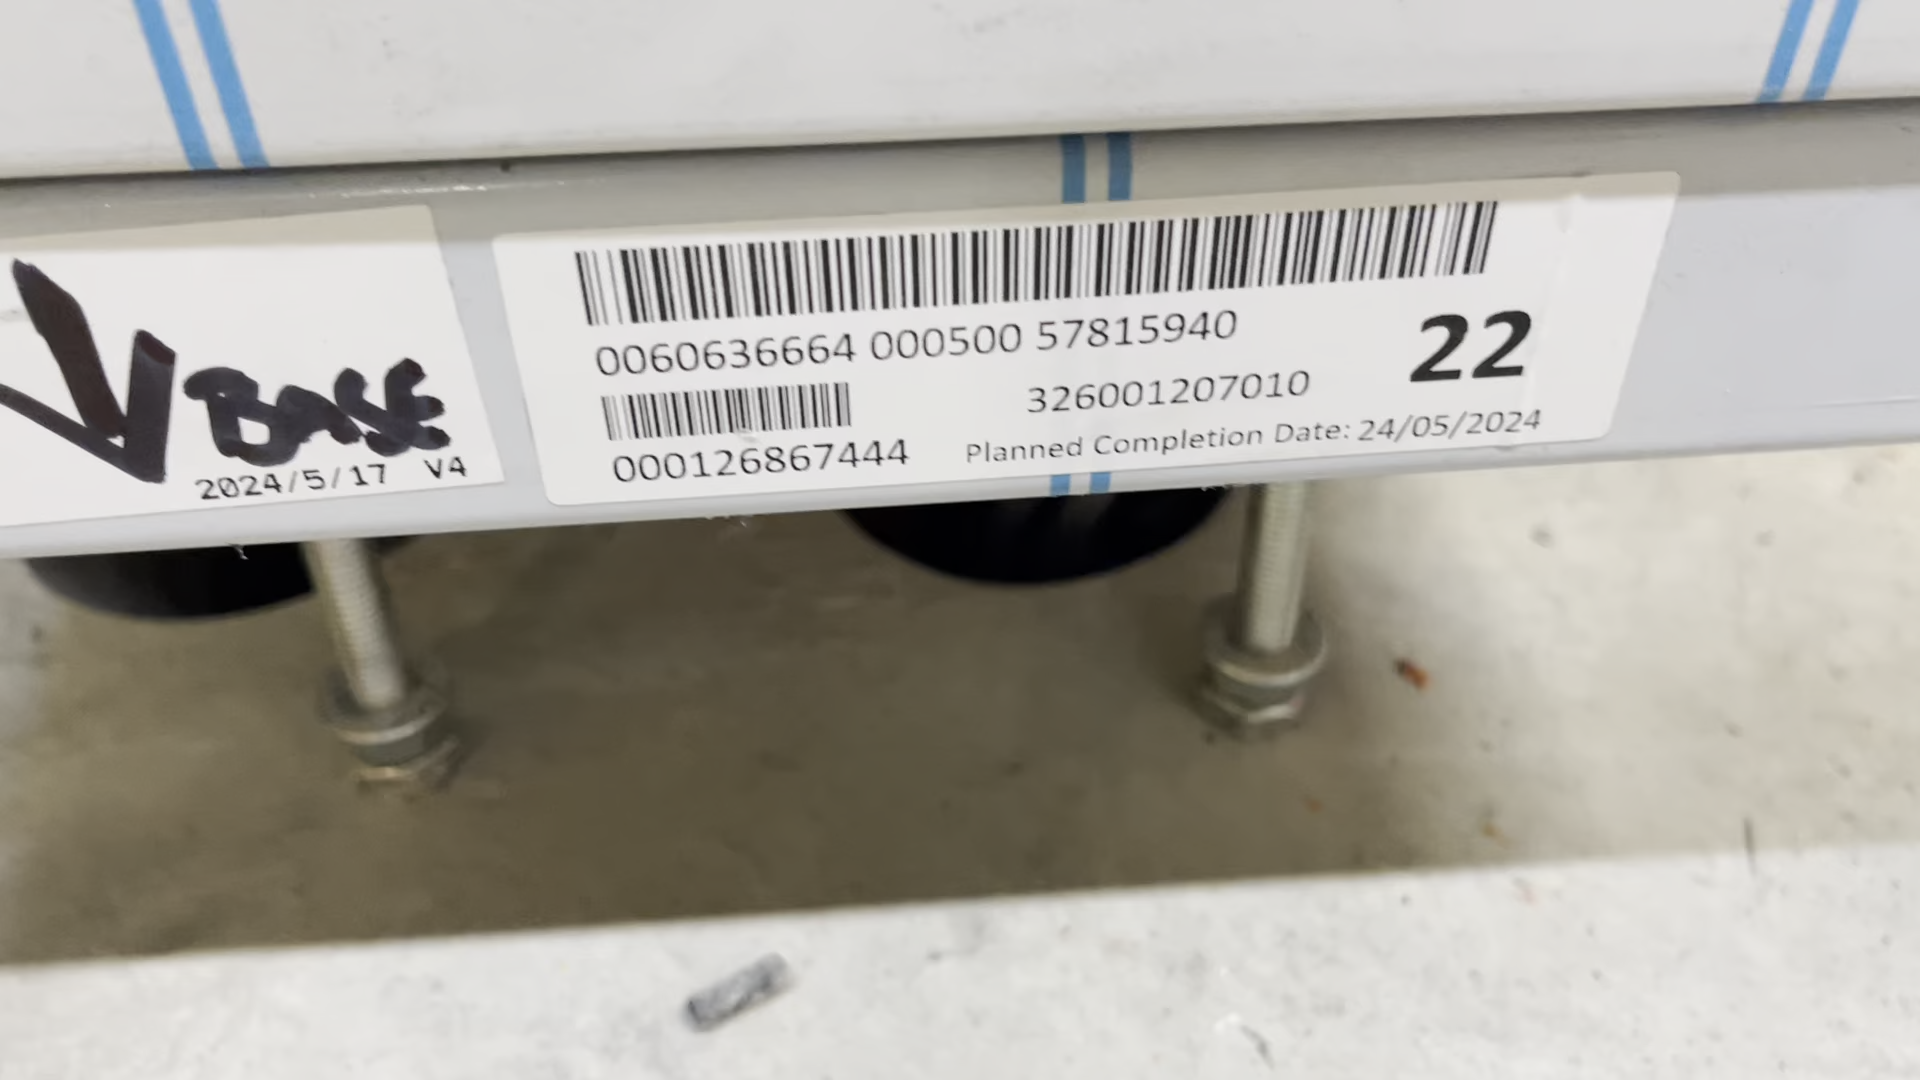 BASE
2024/5/17 V4
0060636664 000500 57815940
22
326001207010
000126867444
Planned Completion Date: 24/05/2024